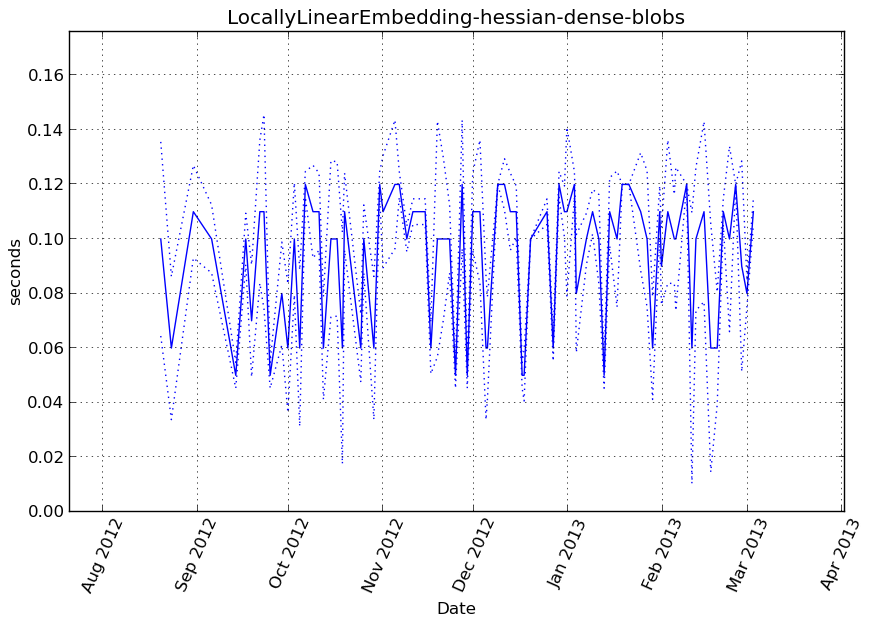 LocallyLinearEmbedding-hessian-dense-blobs
0.16
0.14
0.12
0.10
0.08
0.06
0.04
0.02
0.00
seconds
Aug 2012
Sep 2012
Oct 2012
Nov 2012
Dec 2012
Jan 2013
Feb 2013
Mar 2013
Apr 2013
Date